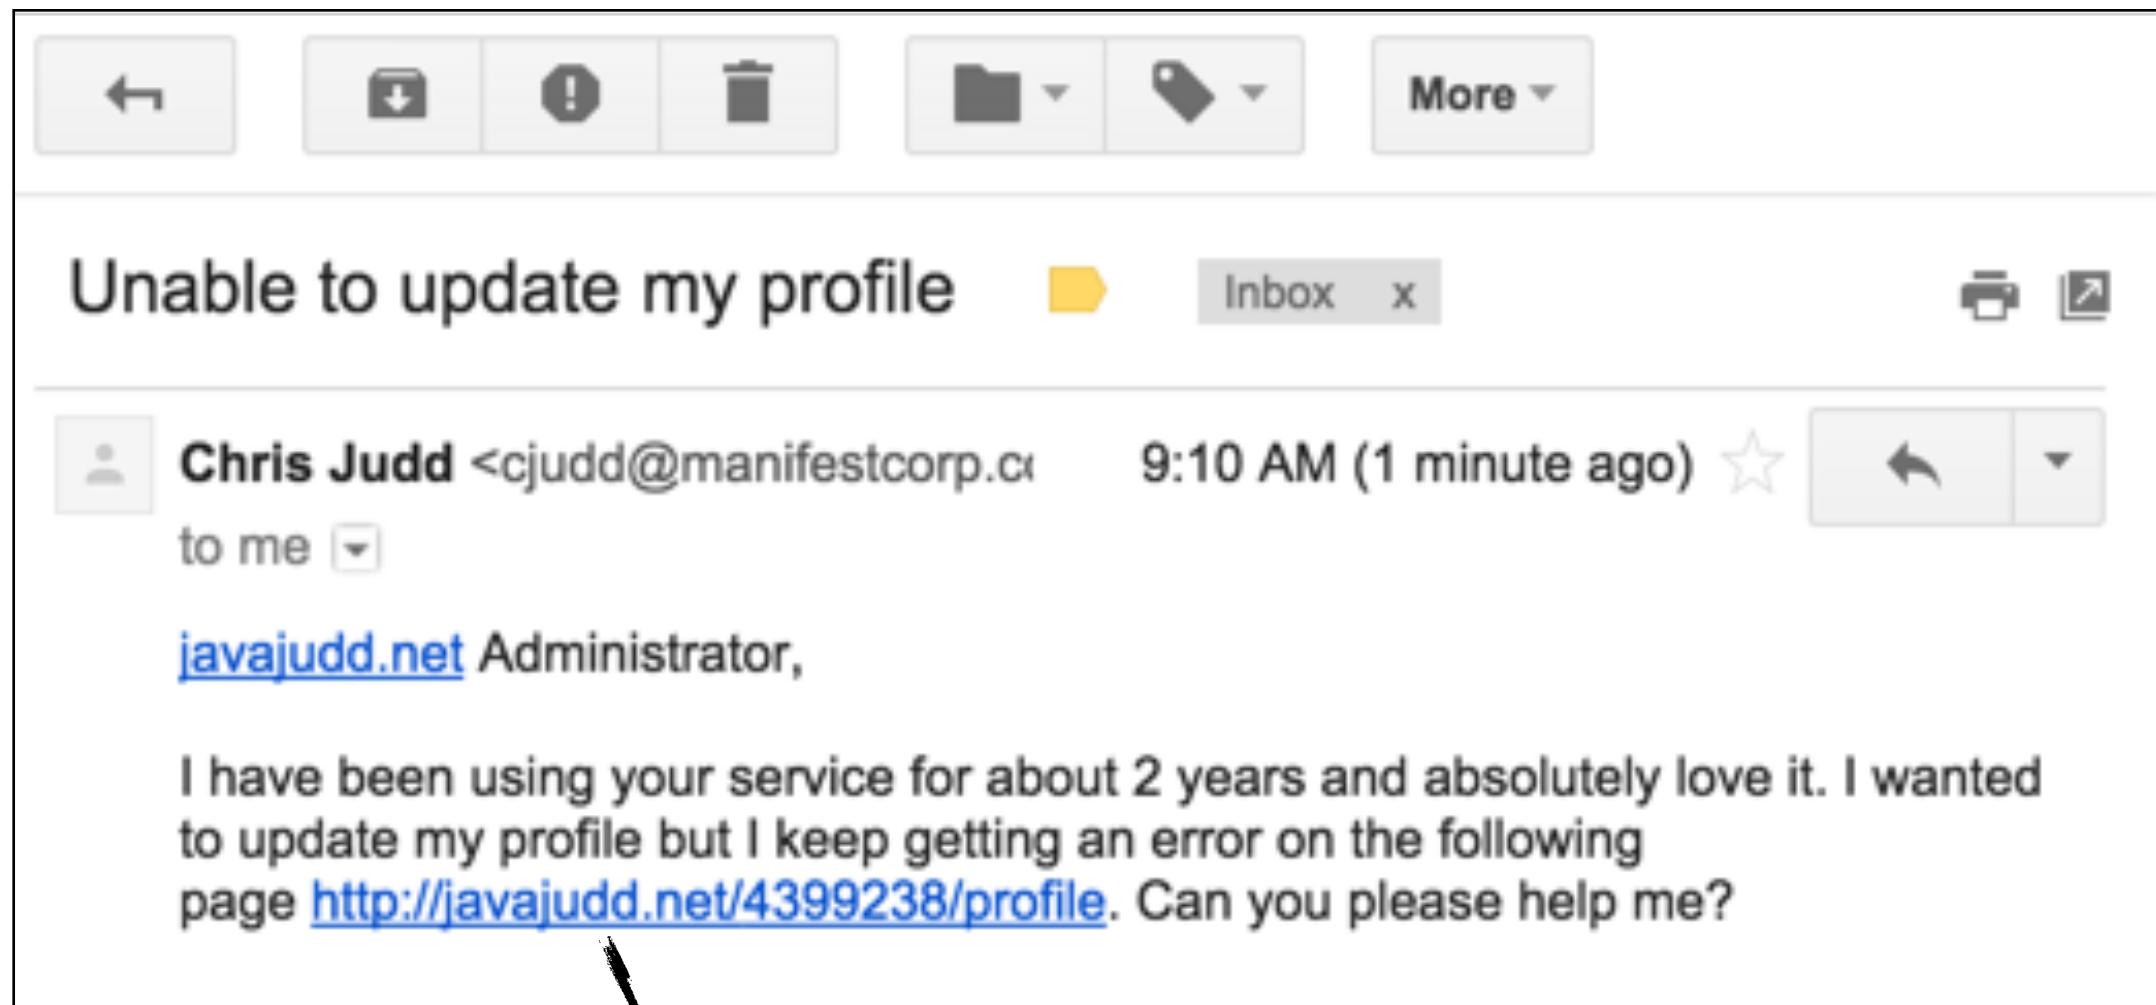 More
Unable to update my profile Inbox x
Chris Judd <cjudd@manifestcorp.co 9:10 AM (1 minute ago)
to me
javajudd.net Administrator,
I have been using your service for about 2 years and absolutely love it. I wanted
to update my profile but I keep getting an error on the following
page http://javajudd.net/4399238/profile. Can you please help me?